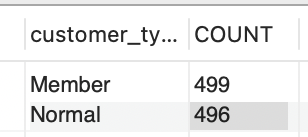 customer_ty... COUNT
Member 499
Normal 496